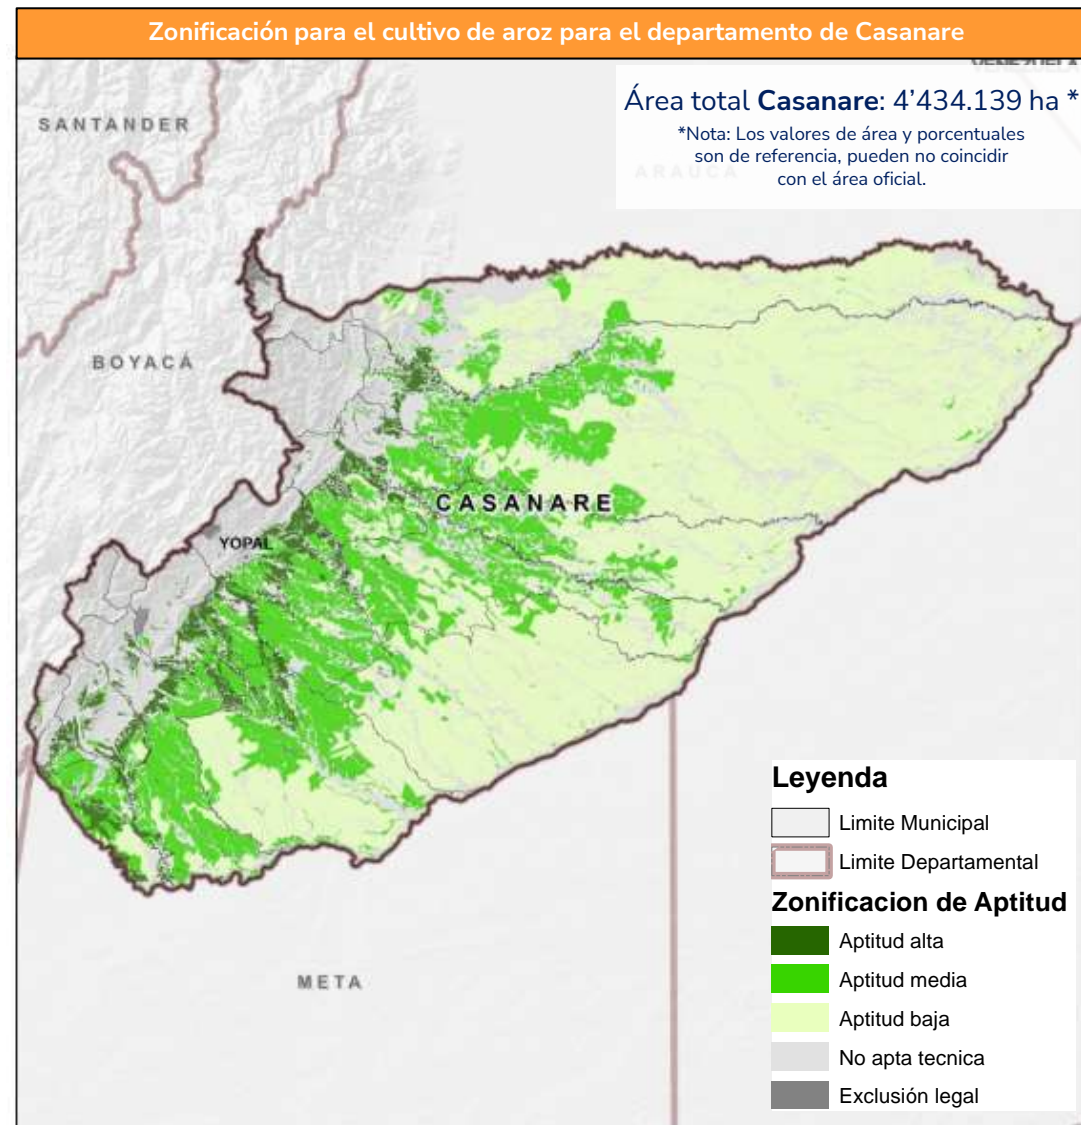 Zonificación para el cultivo de aroz para el departamento de Casanare
VENEZUELA
Área total Casanare: 4’434.139 ha *
*Nota: Los valores de área y porcentuales
son de referencia, pueden no coincidir
con el área oficial.
SANTANDER
ARAUCA
BOYACÁ
CASANARE
YOPAL
META
Leyenda
Limite Municipal
Limite Departamental
Zonificacion de Aptitud
Aptitud alta
Aptitud media
Aptitud baja
No apta tecnica
Exclusión legal